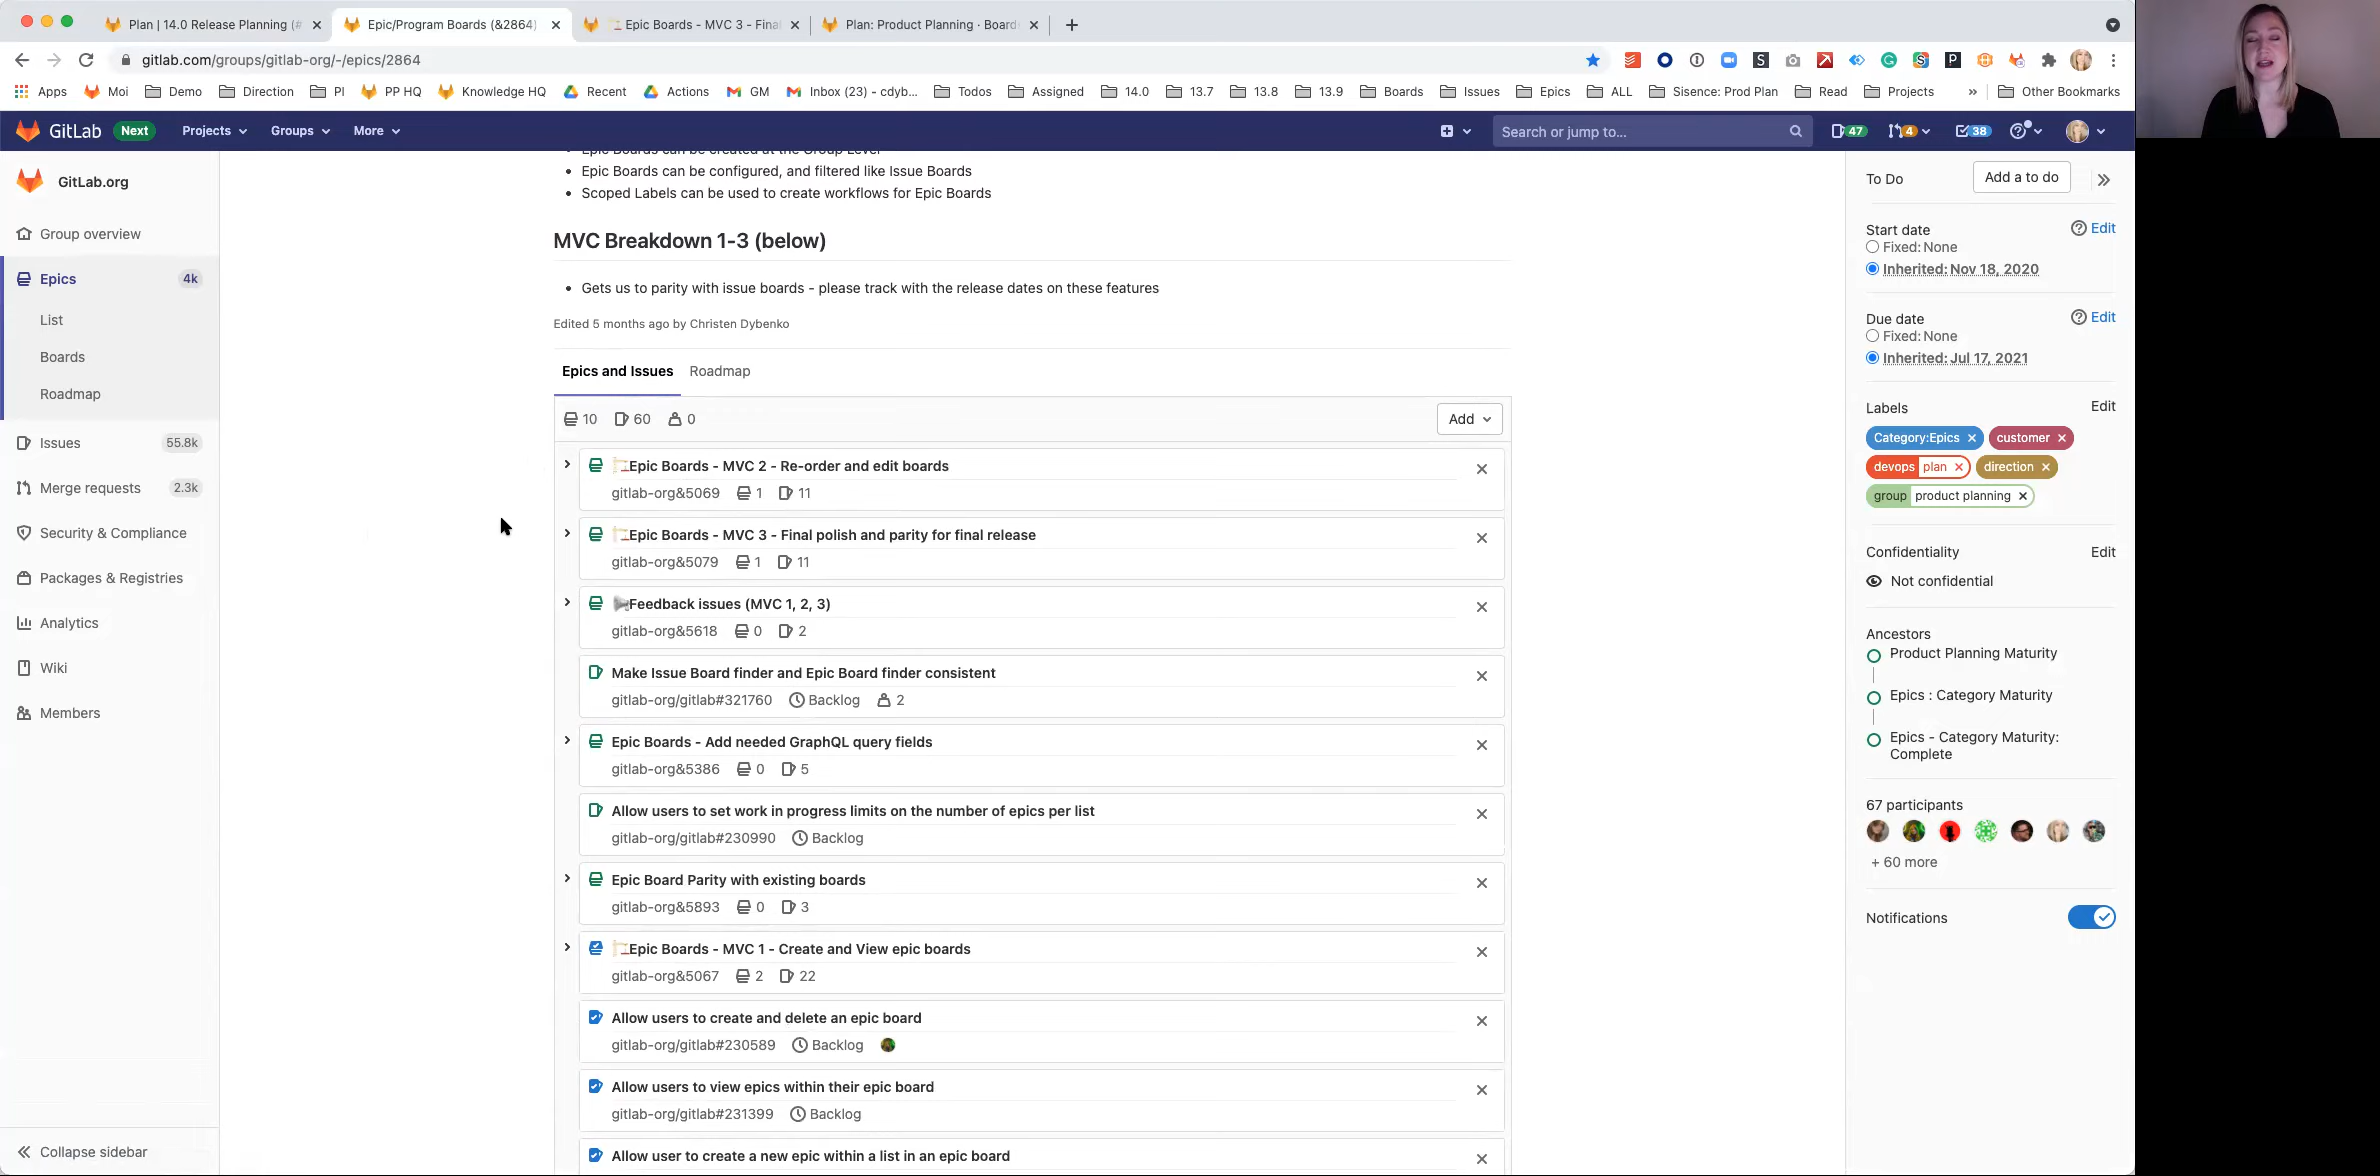 Plan | 14.0 Release Planning (#
Epic/Program Boards (&2864)
Epic Boards - MVC 3 - Fina
Plan: Product Planning · Board
gitlab.com/groups/gitlab-org/-/epics/2864
Apps Moi Demo Direction PI PP HQ Knowledge HQ Recent Actions GM Inbox (23) - cdyb... Todos Assigned 14.0 13.7 13.8 13.9 Boards Issues Epics ALL Sisence: Prod Plan Read Projects » Other Bookmarks
GitLab Next Projects Groups More Search or jump to... 47 4 38
GitLab.org
Group overview
Epics 4k
List
Boards
Roadmap
Issues 55.8k
Merge requests 2.3k
Security & Compliance
Packages & Registries
Analytics
Wiki
Members
Collapse sidebar
Epic Boards can be created at the Group Level
Epic Boards can be configured, and filtered like Issue Boards
Scoped Labels can be used to create workflows for Epic Boards
MVC Breakdown 1-3 (below)
Gets us to parity with issue boards - please track with the release dates on these features
Edited 5 months ago by Christen Dybenko
Epics and Issues Roadmap
10 60 0 Add
Epic Boards - MVC 2 - Re-order and edit boards
gitlab-org&5069 1 11
Epic Boards - MVC 3 - Final polish and parity for final release
gitlab-org&5079 1 11
Feedback issues (MVC 1, 2, 3)
gitlab-org&5618 0 2
Make Issue Board finder and Epic Board finder consistent
gitlab-org/gitlab#321760 Backlog 2
Epic Boards - Add needed GraphQL query fields
gitlab-org&5386 0 5
Allow users to set work in progress limits on the number of epics per list
gitlab-org/gitlab#230990 Backlog
Epic Board Parity with existing boards
gitlab-org&5893 0 3
Epic Boards - MVC 1 - Create and View epic boards
gitlab-org&5067 2 22
Allow users to create and delete an epic board
gitlab-org/gitlab#230589 Backlog
Allow users to view epics within their epic board
gitlab-org/gitlab#231399 Backlog
Allow user to create a new epic within a list in an epic board
To Do Add a to do
Start date Edit
Fixed: None
Inherited: Nov 18, 2020
Due date Edit
Fixed: None
Inherited: Jul 17, 2021
Labels Edit
Category:Epics customer
devops plan direction
group product planning
Confidentiality Edit
Not confidential
Ancestors
Product Planning Maturity
Epics : Category Maturity
Epics - Category Maturity:
Complete
67 participants
+ 60 more
Notifications